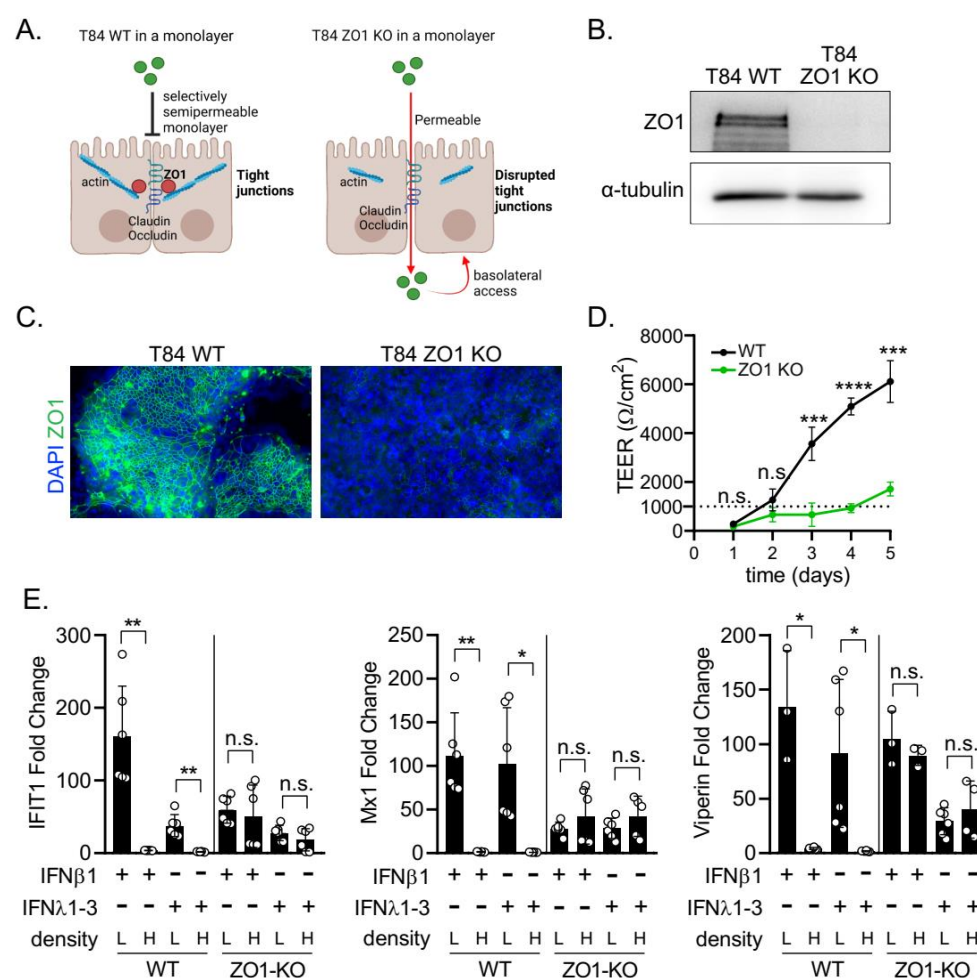 A.
T84 WT in a monolayer
T84 ZO1 KO in a monolayer
selectively
semipermeable
monolayer
Permeable
actin
ZO1
Tight
junctions
Claudin
Occludin
actin
Disrupted
tight
junctions
Claudin
Occludin
basolateral
access
B.
T84 WT
T84
ZO1 KO
ZO1
α-tubulin
C.
T84 WT
T84 ZO1 KO
DAPI ZO1
D.
8000
6000
4000
2000
1000
0
TEER (Ω/cm²)
WT
ZO1 KO
n.s.
n.s
***
****
***
0 1 2 3 4 5
time (days)
E.
IFIT1 Fold Change
300
200
100
0
**
**
n.s.
n.s.
IFNβ1 + + - - + + - -
IFNλ1-3 - - + + - - + +
density L H L H L H L H
WT ZO1-KO
Mx1 Fold Change
250
200
150
100
50
0
**
*
n.s.
n.s.
IFNβ1 + + - - + + - -
IFNλ1-3 - - + + - - + +
density L H L H L H L H
WT ZO1-KO
Viperin Fold Change
200
150
100
50
0
*
*
n.s.
n.s.
IFNβ1 + + - - + + - -
IFNλ1-3 - - + + - - + +
density L H L H L H L H
WT ZO1-KO